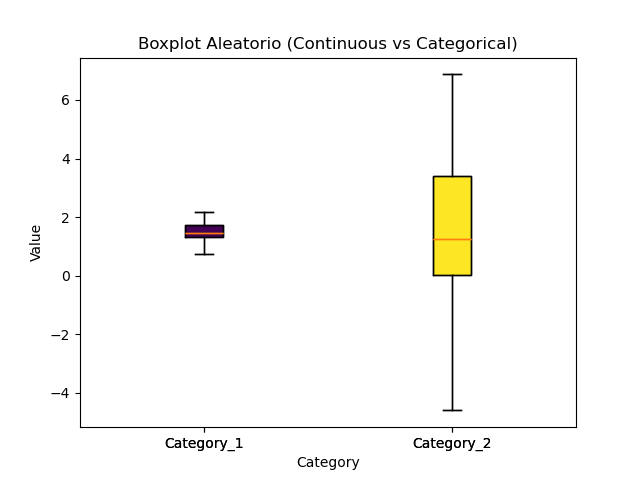 Boxplot Aleatorio (Continuous vs Categorical)
6
4
2
0
−2
−4
Value
Category_1
Category_2
Category